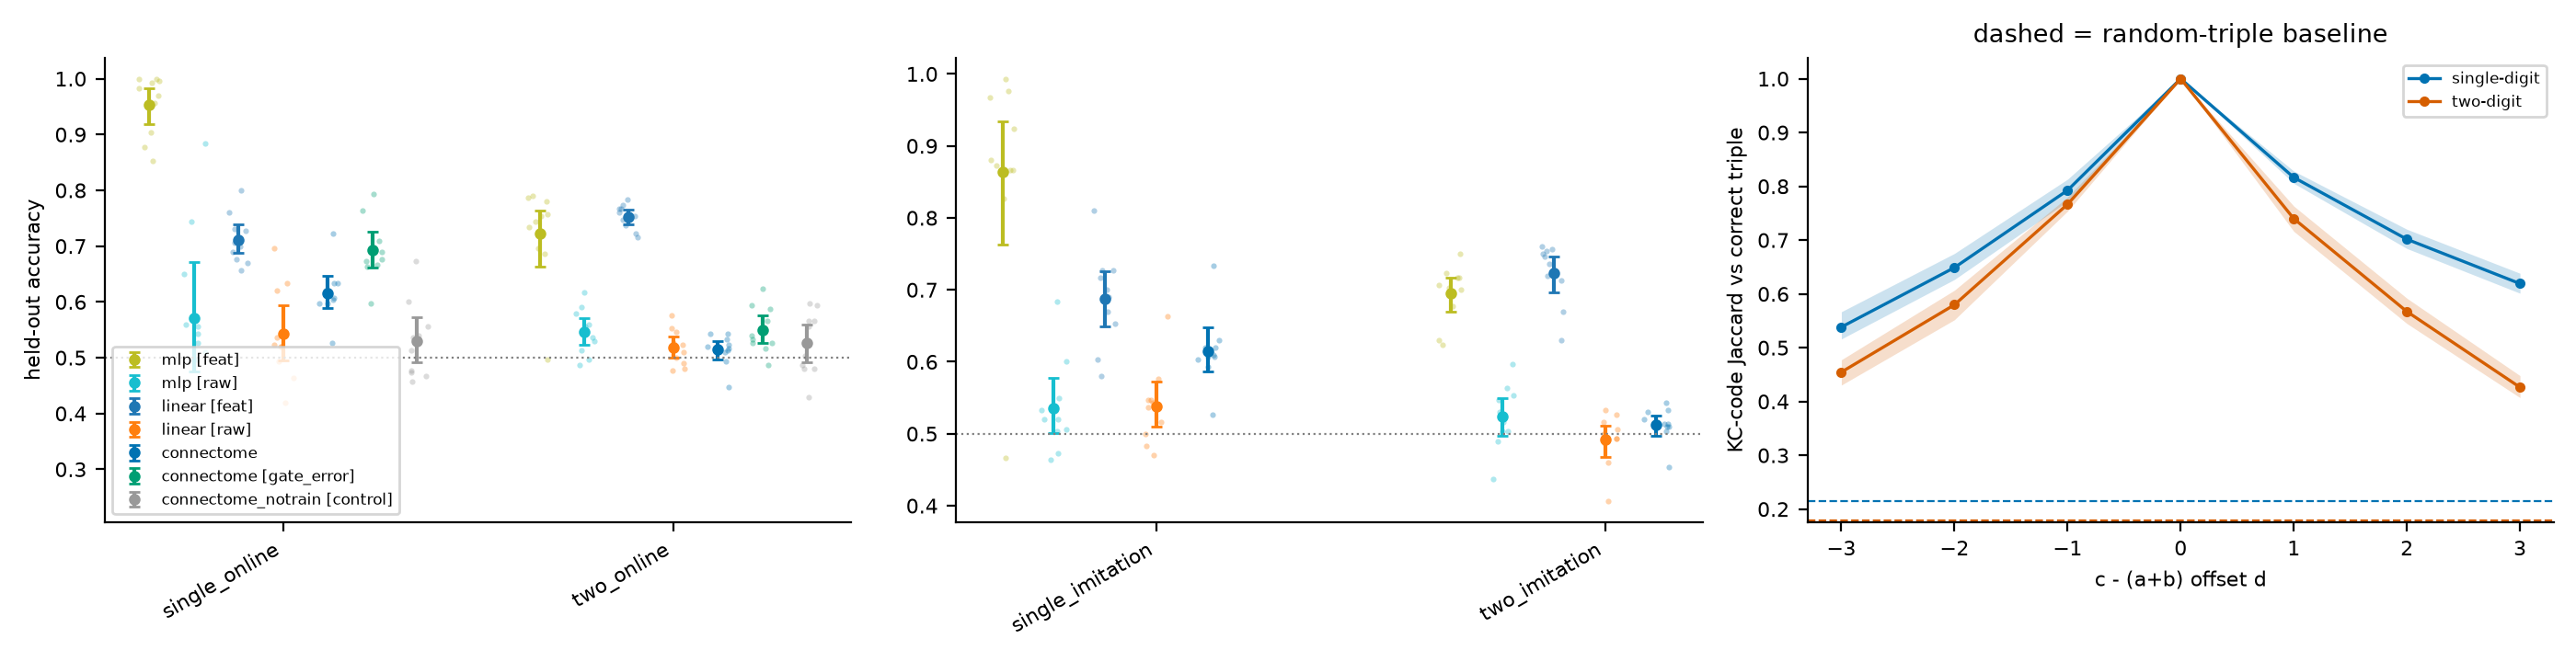 held-out accuracy
1.0
0.9
0.8
0.7
0.6
0.5
0.4
0.3
mlp [feat]
mlp [raw]
linear [feat]
linear [raw]
connectome
connectome [gate_error]
connectome_notrain [control]
single_online
two_online
1.0
0.9
0.8
0.7
0.6
0.5
0.4
single_imitation
two_imitation
dashed = random-triple baseline
KC-code Jaccard vs correct triple
1.0
0.9
0.8
0.7
0.6
0.5
0.4
0.3
0.2
single-digit
two-digit
−3
−2
−1
0
1
2
3
c - (a+b) offset d